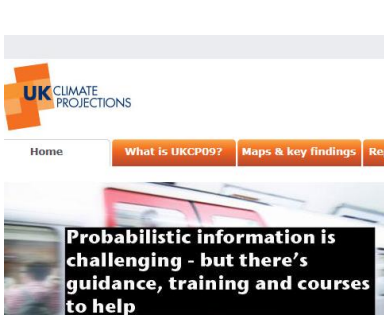 UK CLIMATE
PROJECTIONS
Home What is UKCP09? Maps & key findings
Probabilistic information is
challenging - but there's
guidance, training and courses
to help